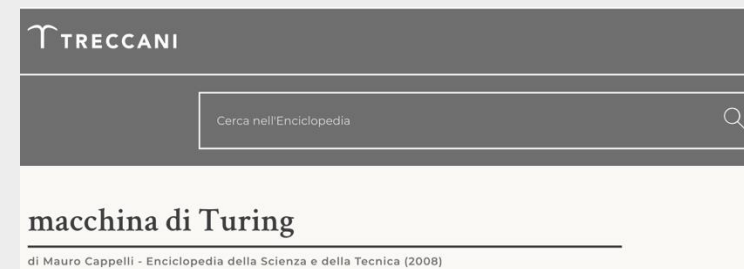 TRECCANI
Cerca nell'Enciclopedia
macchina di Turing
di Mauro Cappelli - Enciclopedia della Scienza e della Tecnica (2008)